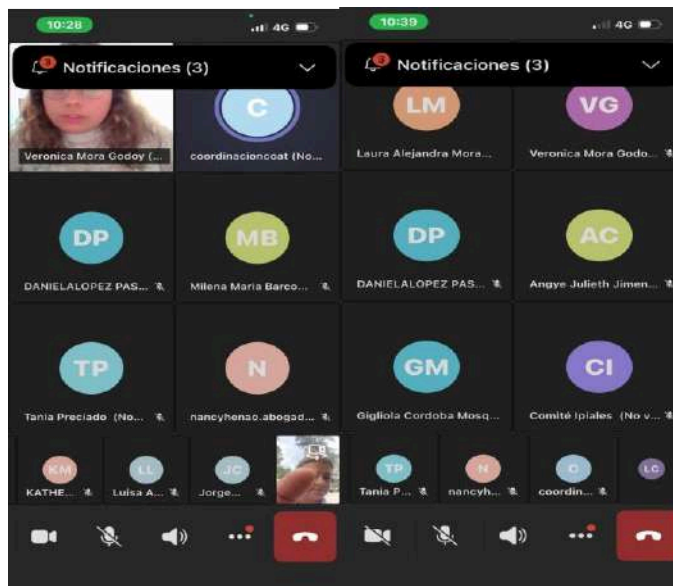 10:28
4G
Notificaciones (3)
3
C
Veronica Mora Godoy (...
coordinacioncoat (No...
DP
MB
DANIELALOPEZ PAS...
Milena Maria Barco...
TP
N
Tania Preciado (No...
nancyhenao.abogad...
KM
LL
JC
KATHE...
Luisa A...
Jorge...
10:39
4G
Notificaciones (3)
3
LM
VG
Laura Alejandra Mora...
Veronica Mora Godo...
DP
AC
DANIELALOPEZ PAS...
Angye Julieth Jimen...
GM
CI
Gigliola Cordoba Mosq...
Comité Ipiales (No v...
TP
N
C
LC
Tania P...
nancyh...
coordin...